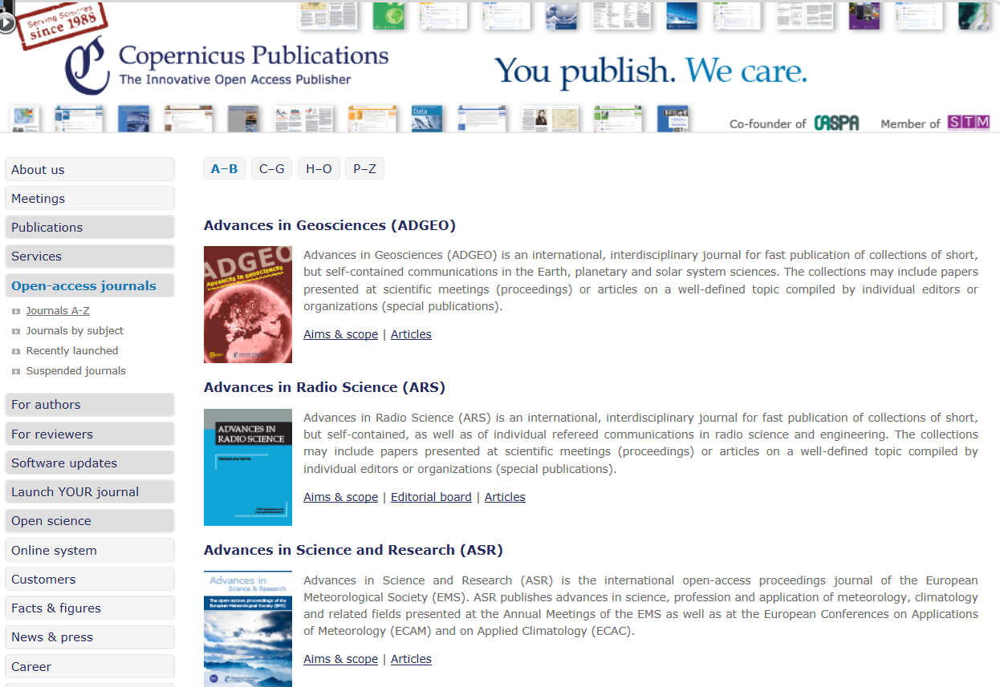 Serving Sciences
since 1988
Copernicus Publications
The Innovative Open Access Publisher
You publish. We care.
Data
Co-founder of OASPA
Member of STM
About us
Meetings
Publications
Services
Open-access journals
Journals A-Z
Journals by subject
Recently launched
Suspended journals
For authors
For reviewers
Software updates
Launch YOUR journal
Open science
Online system
Customers
Facts & figures
News & press
Career
A–B C–G H–O P–Z
Advances in Geosciences (ADGEO)
ADGEO
ADVANCES IN GEOSCIENCES
Advances in Geosciences (ADGEO) is an international, interdisciplinary journal for fast publication of collections of short,
but self-contained communications in the Earth, planetary and solar system sciences. The collections may include papers
presented at scientific meetings (proceedings) or articles on a well-defined topic compiled by individual editors or
organizations (special publications).
Aims & scope | Articles
Advances in Radio Science (ARS)
ADVANCES IN
RADIO SCIENCE
Advances in Radio Science (ARS) is an international, interdisciplinary journal for fast publication of collections of short,
but self-contained, as well as of individual refereed communications in radio science and engineering. The collections
may include papers presented at scientific meetings (proceedings) or articles on a well-defined topic compiled by
individual editors or organizations (special publications).
Aims & scope | Editorial board | Articles
Advances in Science and Research (ASR)
Advances in
Science & Research
The open-access proceedings of the
European Meteorological Society (EMS)
Advances in Science and Research (ASR) is the international open-access proceedings journal of the European
Meteorological Society (EMS). ASR publishes advances in science, profession and application of meteorology, climatology
and related fields presented at the Annual Meetings of the EMS as well as at the European Conferences on Applications
of Meteorology (ECAM) and on Applied Climatology (ECAC).
Aims & scope | Articles